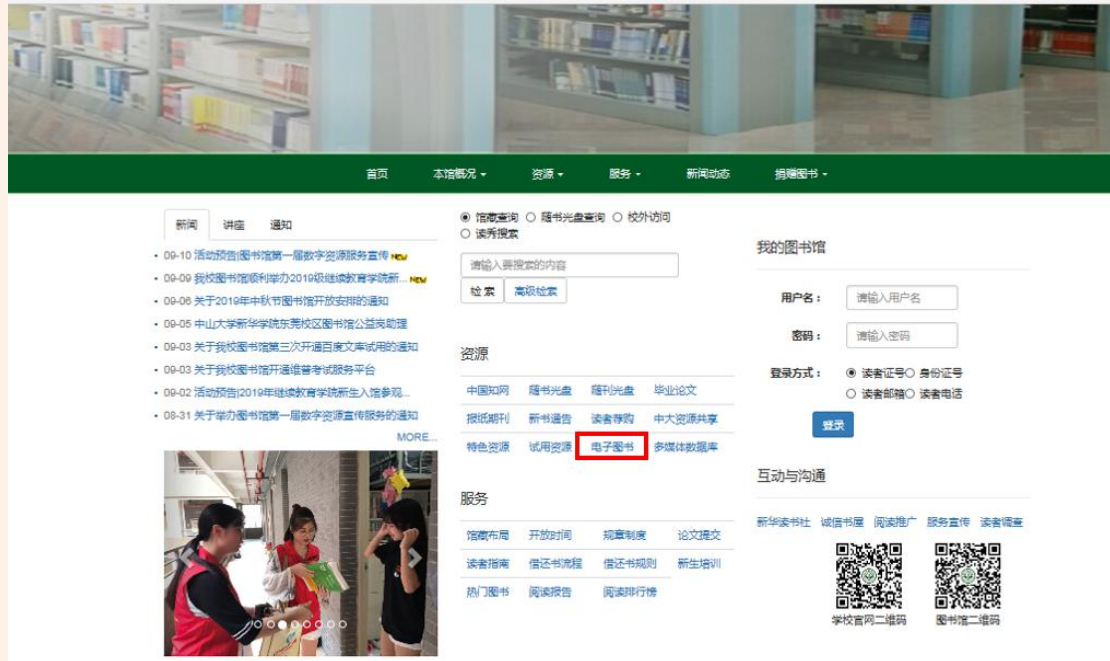 首页 本馆概况 资源 服务 新闻动态 捐赠图书
新闻 讲座 通知
09-10 活动预告|图书馆第一届数字资源服务宣传 NEW
09-09 我校图书馆顺利举办2019级继续教育学院新... NEW
09-06 关于2019年中秋节图书馆开放安排的通知
09-05 中山大学新华学院东莞校区图书馆公益岗助理
09-03 关于我校图书馆第三次开通百度文库试用的通知
09-03 关于我校图书馆开通维普考试服务平台
09-02 活动预告|2019年继续教育学院新生入馆参观...
08-31 关于举办图书馆第一届数字资源宣传服务的通知
MORE...
馆藏查询 随书光盘查询 校外访问
读秀搜索
请输入要搜索的内容
检 索 高级检索
资源
中国知网 随书光盘 随刊光盘 毕业论文
报纸期刊 新书通告 读者荐购 中大资源共享
特色资源 试用资源 电子图书 多媒体数据库
服务
馆藏布局 开放时间 规章制度 论文提交
读者指南 借还书流程 借还书规则 新生培训
热门图书 阅读报告 阅读排行榜
我的图书馆
用户名： 请输入用户名
密码： 请输入密码
登录方式： 读者证号 身份证号
读者邮箱 读者电话
登录
互动与沟通
新华读书社 诚信书屋 阅读推广 服务宣传 读者调查
学校官网二维码 图书馆二维码